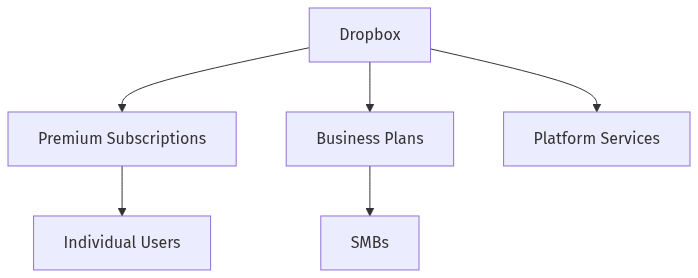 Dropbox
Premium Subscriptions
Business Plans
Platform Services
Individual Users
SMBs